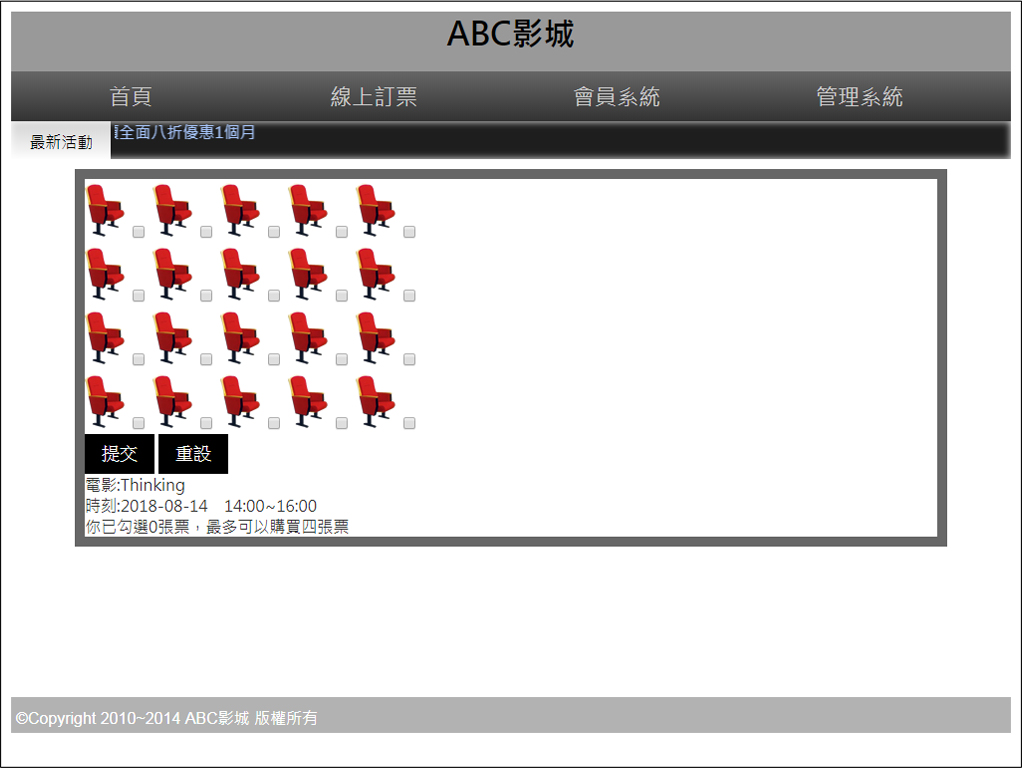 ABC影城
首頁 線上訂票 會員系統 管理系統
最新活動 全面八折優惠1個月
提交 重設
電影:Thinking
時刻:2018-08-14 14:00~16:00
你已勾選0張票，最多可以購買四張票
©Copyright 2010~2014 ABC影城 版權所有